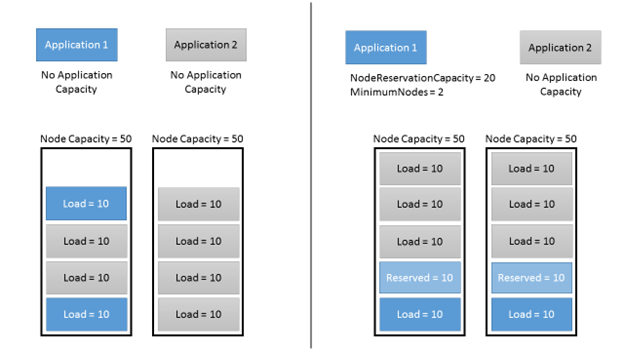 Application 1
Application 2
No Application
Capacity
No Application
Capacity
Node Capacity = 50
Node Capacity = 50
Load = 10
Load = 10
Load = 10
Load = 10
Load = 10
Load = 10
Load = 10
Load = 10
Application 1
Application 2
NodeReservationCapacity = 20
MinimumNodes = 2
No Application
Capacity
Node Capacity = 50
Node Capacity = 50
Load = 10
Load = 10
Load = 10
Load = 10
Load = 10
Load = 10
Reserved = 10
Reserved = 10
Load = 10
Load = 10